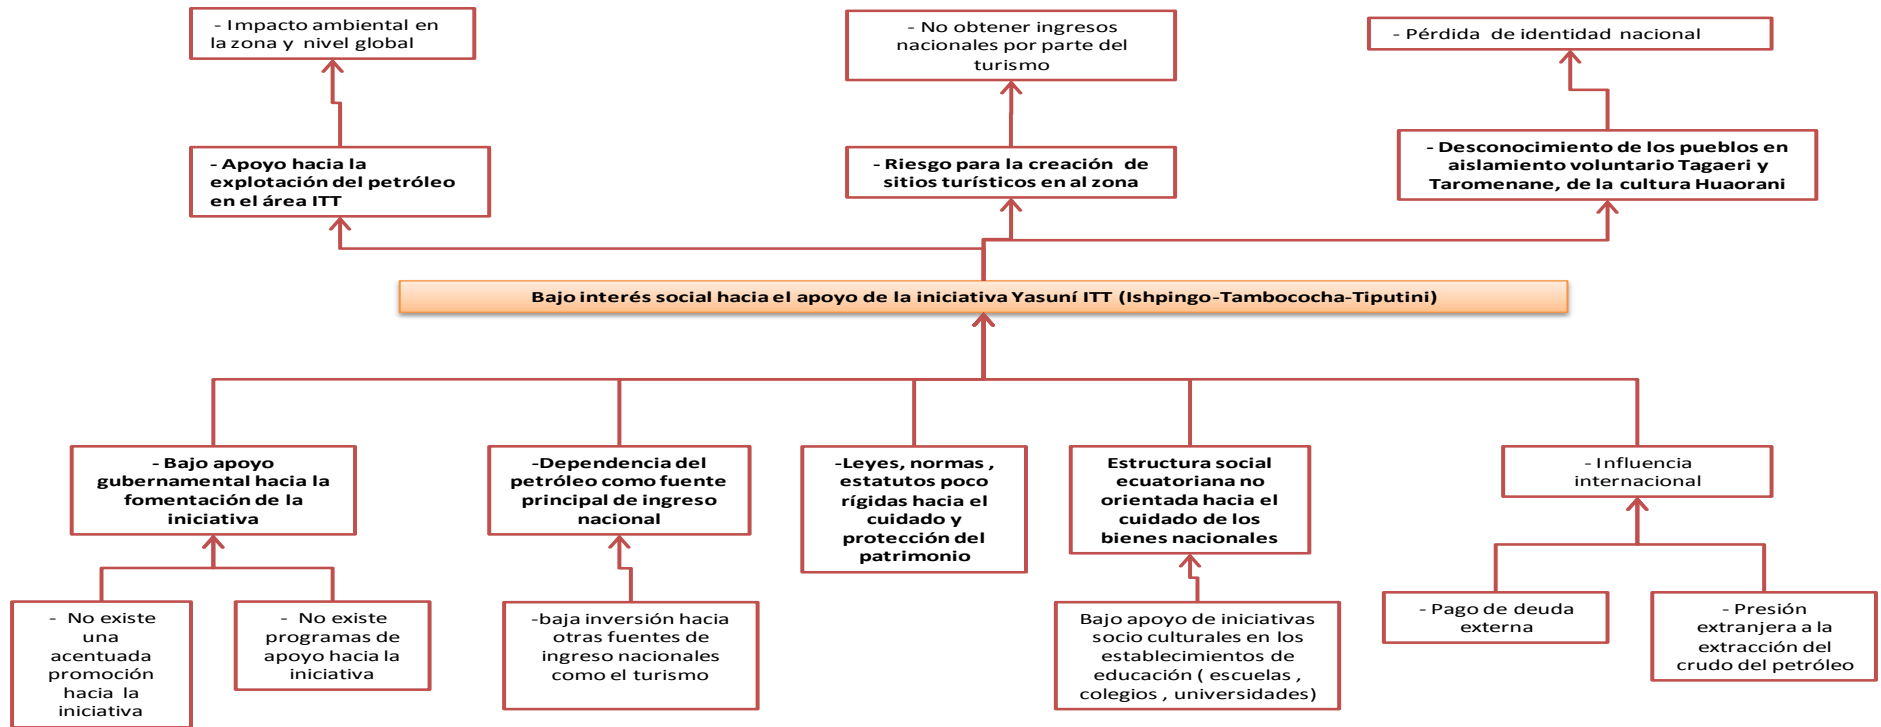 - Impacto ambiental en
la zona y nivel global
- No obtener ingresos
nacionales por parte del
turismo
- Pérdida de identidad nacional
- Apoyo hacia la
explotación del petróleo
en el área ITT
- Riesgo para la creación de
sitios turísticos en al zona
- Desconocimiento de los pueblos en
aislamiento voluntario Tagaeri y
Taromenane, de la cultura Huaorani
Bajo interés social hacia el apoyo de la iniciativa Yasuní ITT (Ishpingo-Tambococha-Tiputini)
- Bajo apoyo
gubernamental hacia la
fomentación de la
iniciativa
-Dependencia del
petróleo como fuente
principal de ingreso
nacional
-Leyes, normas ,
estatutos poco
rígidas hacia el
cuidado y
protección del
patrimonio
Estructura social
ecuatoriana no
orientada hacia el
cuidado de los
bienes nacionales
- Influencia
internacional
- No existe
una
acentuada
promoción
hacia la
iniciativa
- No existe
programas de
apoyo hacia la
iniciativa
-baja inversión hacia
otras fuentes de
ingreso nacionales
como el turismo
Bajo apoyo de iniciativas
socio culturales en los
establecimientos de
educación ( escuelas ,
colegios , universidades)
- Pago de deuda
externa
- Presión
extranjera a la
extracción del
crudo del petróleo